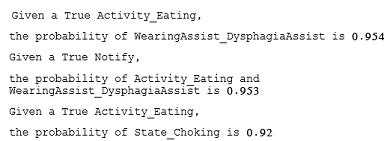 Given a True Activity_Eating,
the probability of WearingAssist_DysphagiaAssist is 0.954
Given a True Notify,
the probability of Activity_Eating and
WearingAssist_DysphagiaAssist is 0.953
Given a True Activity_Eating,
the probability of State_Choking is 0.92